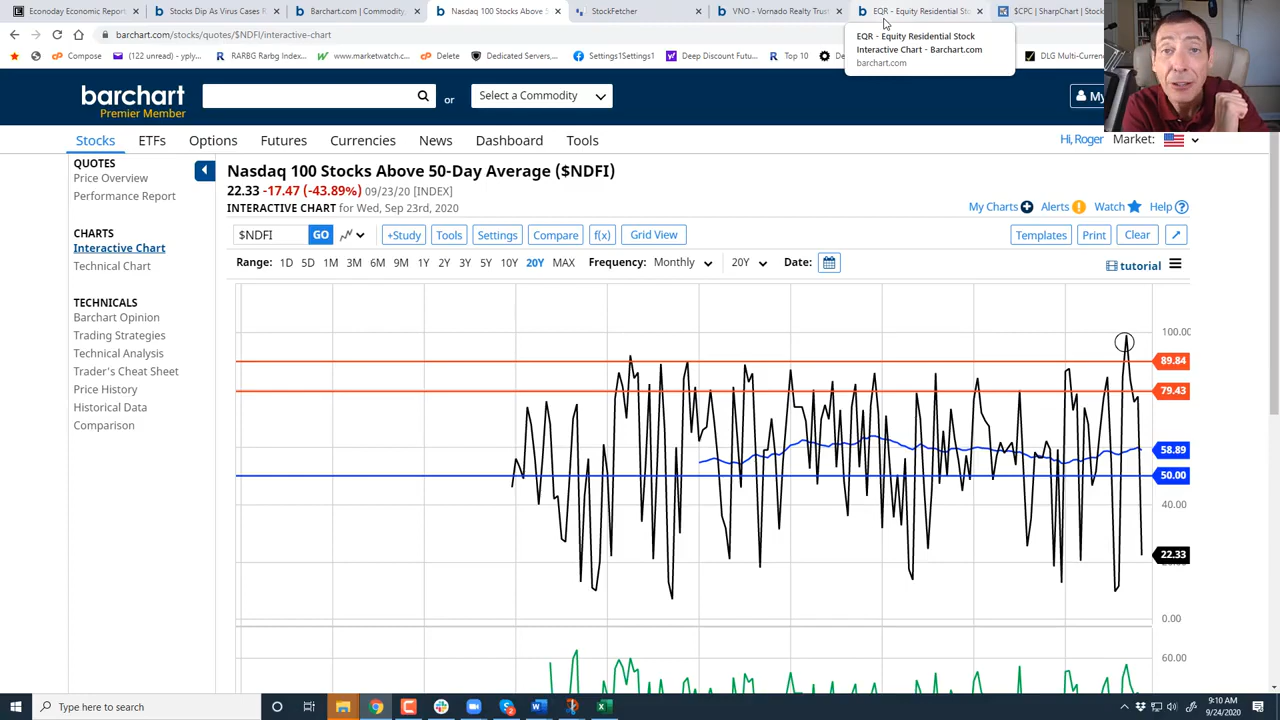 Econoday Economic Report
Stocks Dip As Virus Cases R
Barchart.com | Commodity
Nasdaq 100 Stocks Above 5
StockFetcher
VNO - Vornado Realty Trust
EQR - Equity Residential Sto
$CPC | SharpChart | Stock
barchart.com/stocks/quotes/$NDFI/interactive-chart
EQR - Equity Residential Stock
Interactive Chart - Barchart.com
barchart.com
Compose
(122 unread) - yply...
RARBG Rarbg Index...
www.marketwatch...
Delete
Dedicated Servers,...
Settings1Settings1
Deep Discount Futu...
Top 10
De
DLG Multi-Currenc
barchart
Premier Member
or
Select a Commodity
My
Stocks
ETFs
Options
Futures
Currencies
News
Dashboard
Tools
Hi, Roger
Market:
QUOTES
Price Overview
Performance Report
CHARTS
Interactive Chart
Technical Chart
TECHNICALS
Barchart Opinion
Trading Strategies
Technical Analysis
Trader's Cheat Sheet
Price History
Historical Data
Comparison
Nasdaq 100 Stocks Above 50-Day Average ($NDFI)
22.33 -17.47 (-43.89%) 09/23/20 [INDEX]
INTERACTIVE CHART for Wed, Sep 23rd, 2020
My Charts
Alerts
Watch
Help
$NDFI
GO
+Study
Tools
Settings
Compare
f(x)
Grid View
Templates
Print
Clear
Range: 1D 5D 1M 3M 6M 9M 1Y 2Y 3Y 5Y 10Y 20Y MAX
Frequency: Monthly
20Y
Date:
tutorial
100.00
89.84
79.43
58.89
50.00
40.00
22.33
0.00
60.00
Type here to search
9:10 AM
9/24/2020